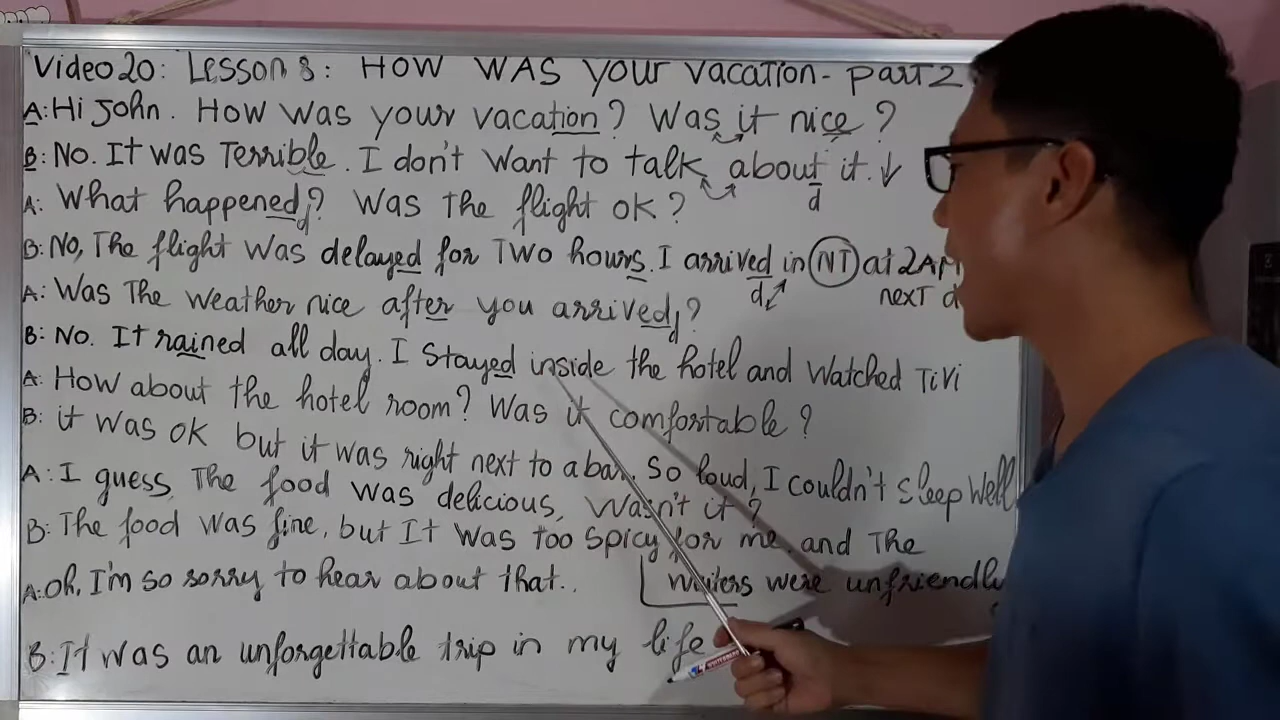 Video 20: Lesson 8: HOW WAS your vacation - part 2
A: Hi John. How was your vacation? Was it nice?
B: No. It was Terrible. I don't want to talk about it. ↓
d
A: What happened? Was the flight ok?
d
B: No, The flight was delayed for Two hours. I arrived in NT at 2AM
d
next d
A: Was The weather nice after you arrived?
d
B: No. It rained all day. I stayed inside the hotel and watched TiVi
A: How about the hotel room? Was it comfortable?
B: it was ok but it was right next to a bar. So loud, I couldn't sleep well
A: I guess The food was delicious, Wasn't it?
B: The food was fine, but It was too spicy for me and The
waiters were unfriendly
A: Oh, I'm so sorry to hear about that..
B: It was an unforgettable trip in my life